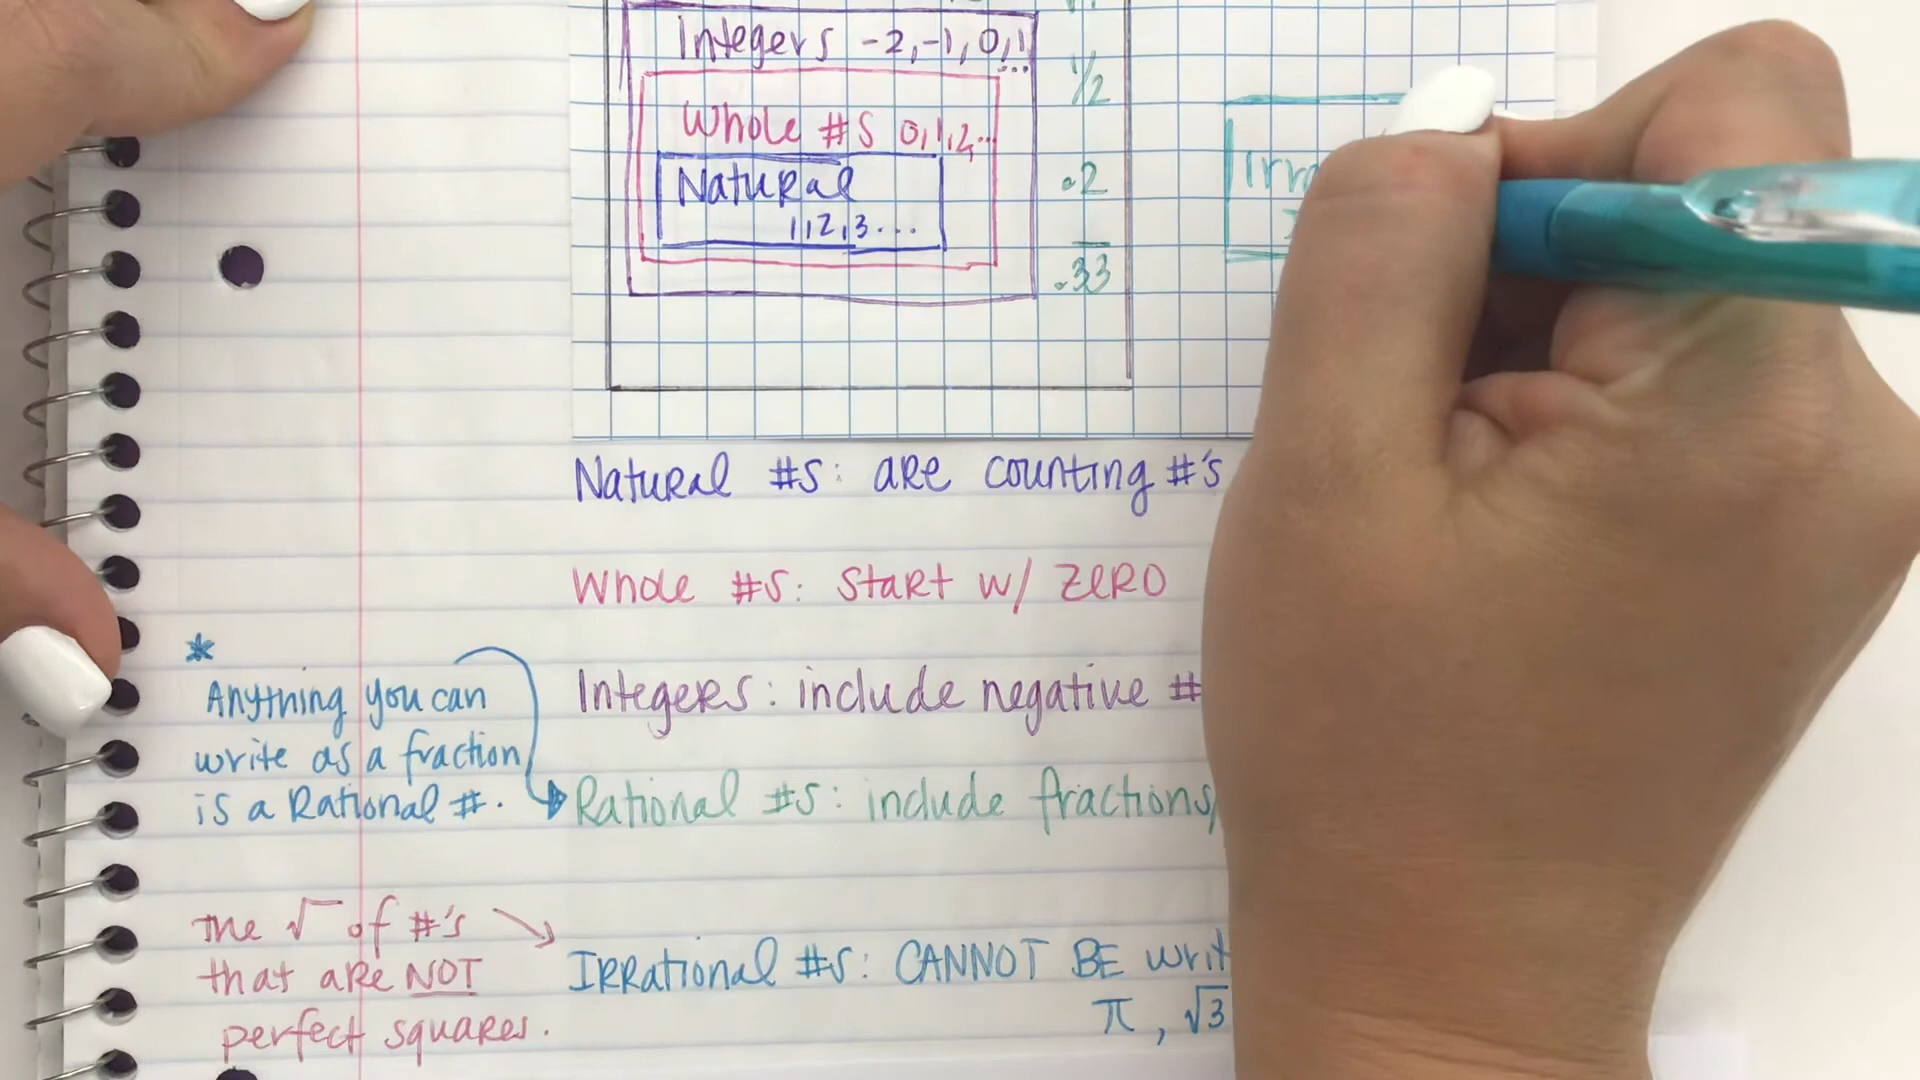 Integers -2, -1, 0, 1 ...
1/2
Whole #s 0, 1, 2 ...
Natural
.2
1, 2, 3 ...
.33
Natural #s: are counting #'s
Whole #s: Start w/ Zero
*
Anything you can
write as a fraction
is a Rational #.
Integers: include negative #
Rational #s: include fractions,
The √ of #'s
that are NOT
perfect squares.
Irrational #s: CANNOT BE
π, √3